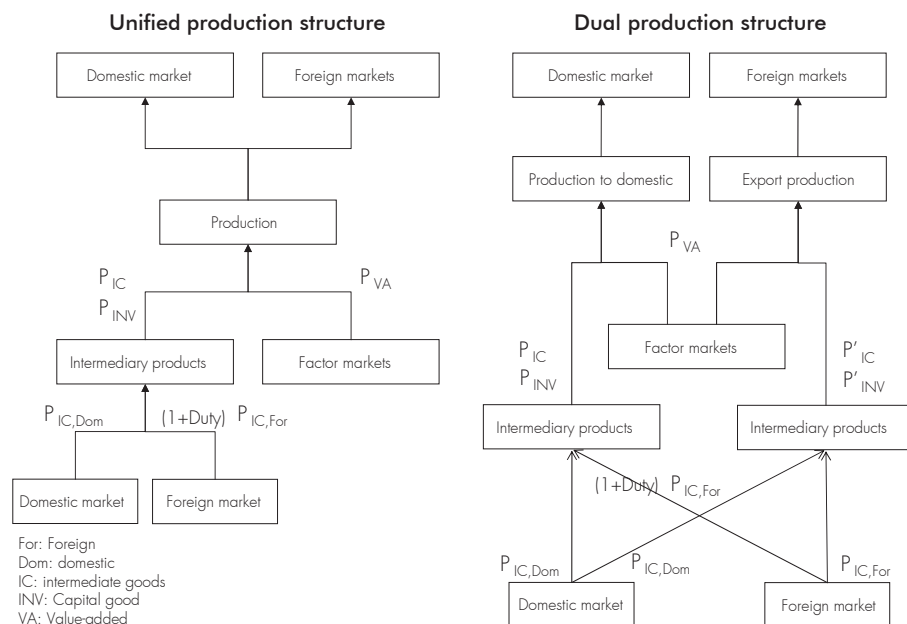 Unified production structure
Domestic market
Foreign markets
Production
P IC
P INV
P VA
Intermediary products
Factor markets
P IC,Dom
(1+Duty) P IC,For
Domestic market
Foreign market
For: Foreign
Dom: domestic
IC: intermediate goods
INV: Capital good
VA: Value-added
Dual production structure
Domestic market
Foreign markets
Production to domestic
Export production
P VA
Factor markets
P IC
P INV
P' IC
P' INV
Intermediary products
Intermediary products
(1+Duty) P IC,For
P IC,Dom
P IC,Dom
P IC,For
Domestic market
Foreign market